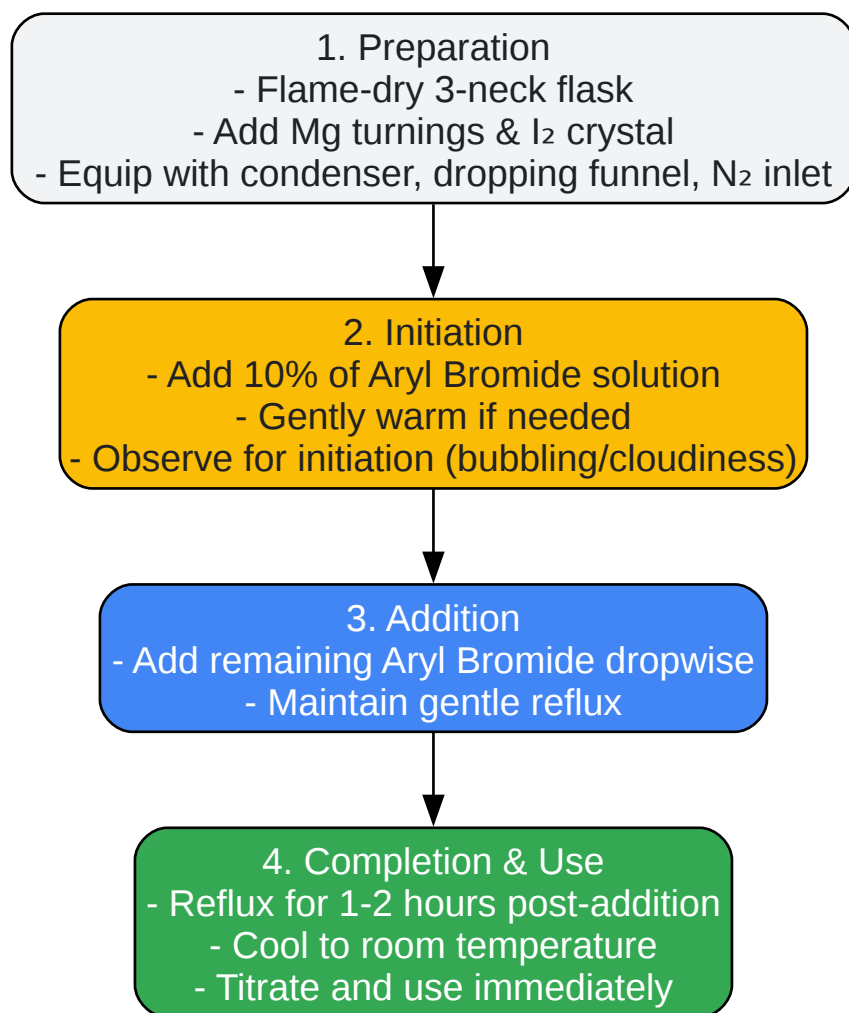 1. Preparation
- Flame-dry 3-neck flask
- Add Mg turnings & I₂ crystal
- Equip with condenser, dropping funnel, N₂ inlet
2. Initiation
- Add 10% of Aryl Bromide solution
- Gently warm if needed
- Observe for initiation (bubbling/cloudiness)
3. Addition
- Add remaining Aryl Bromide dropwise
- Maintain gentle reflux
4. Completion & Use
- Reflux for 1-2 hours post-addition
- Cool to room temperature
- Titrate and use immediately